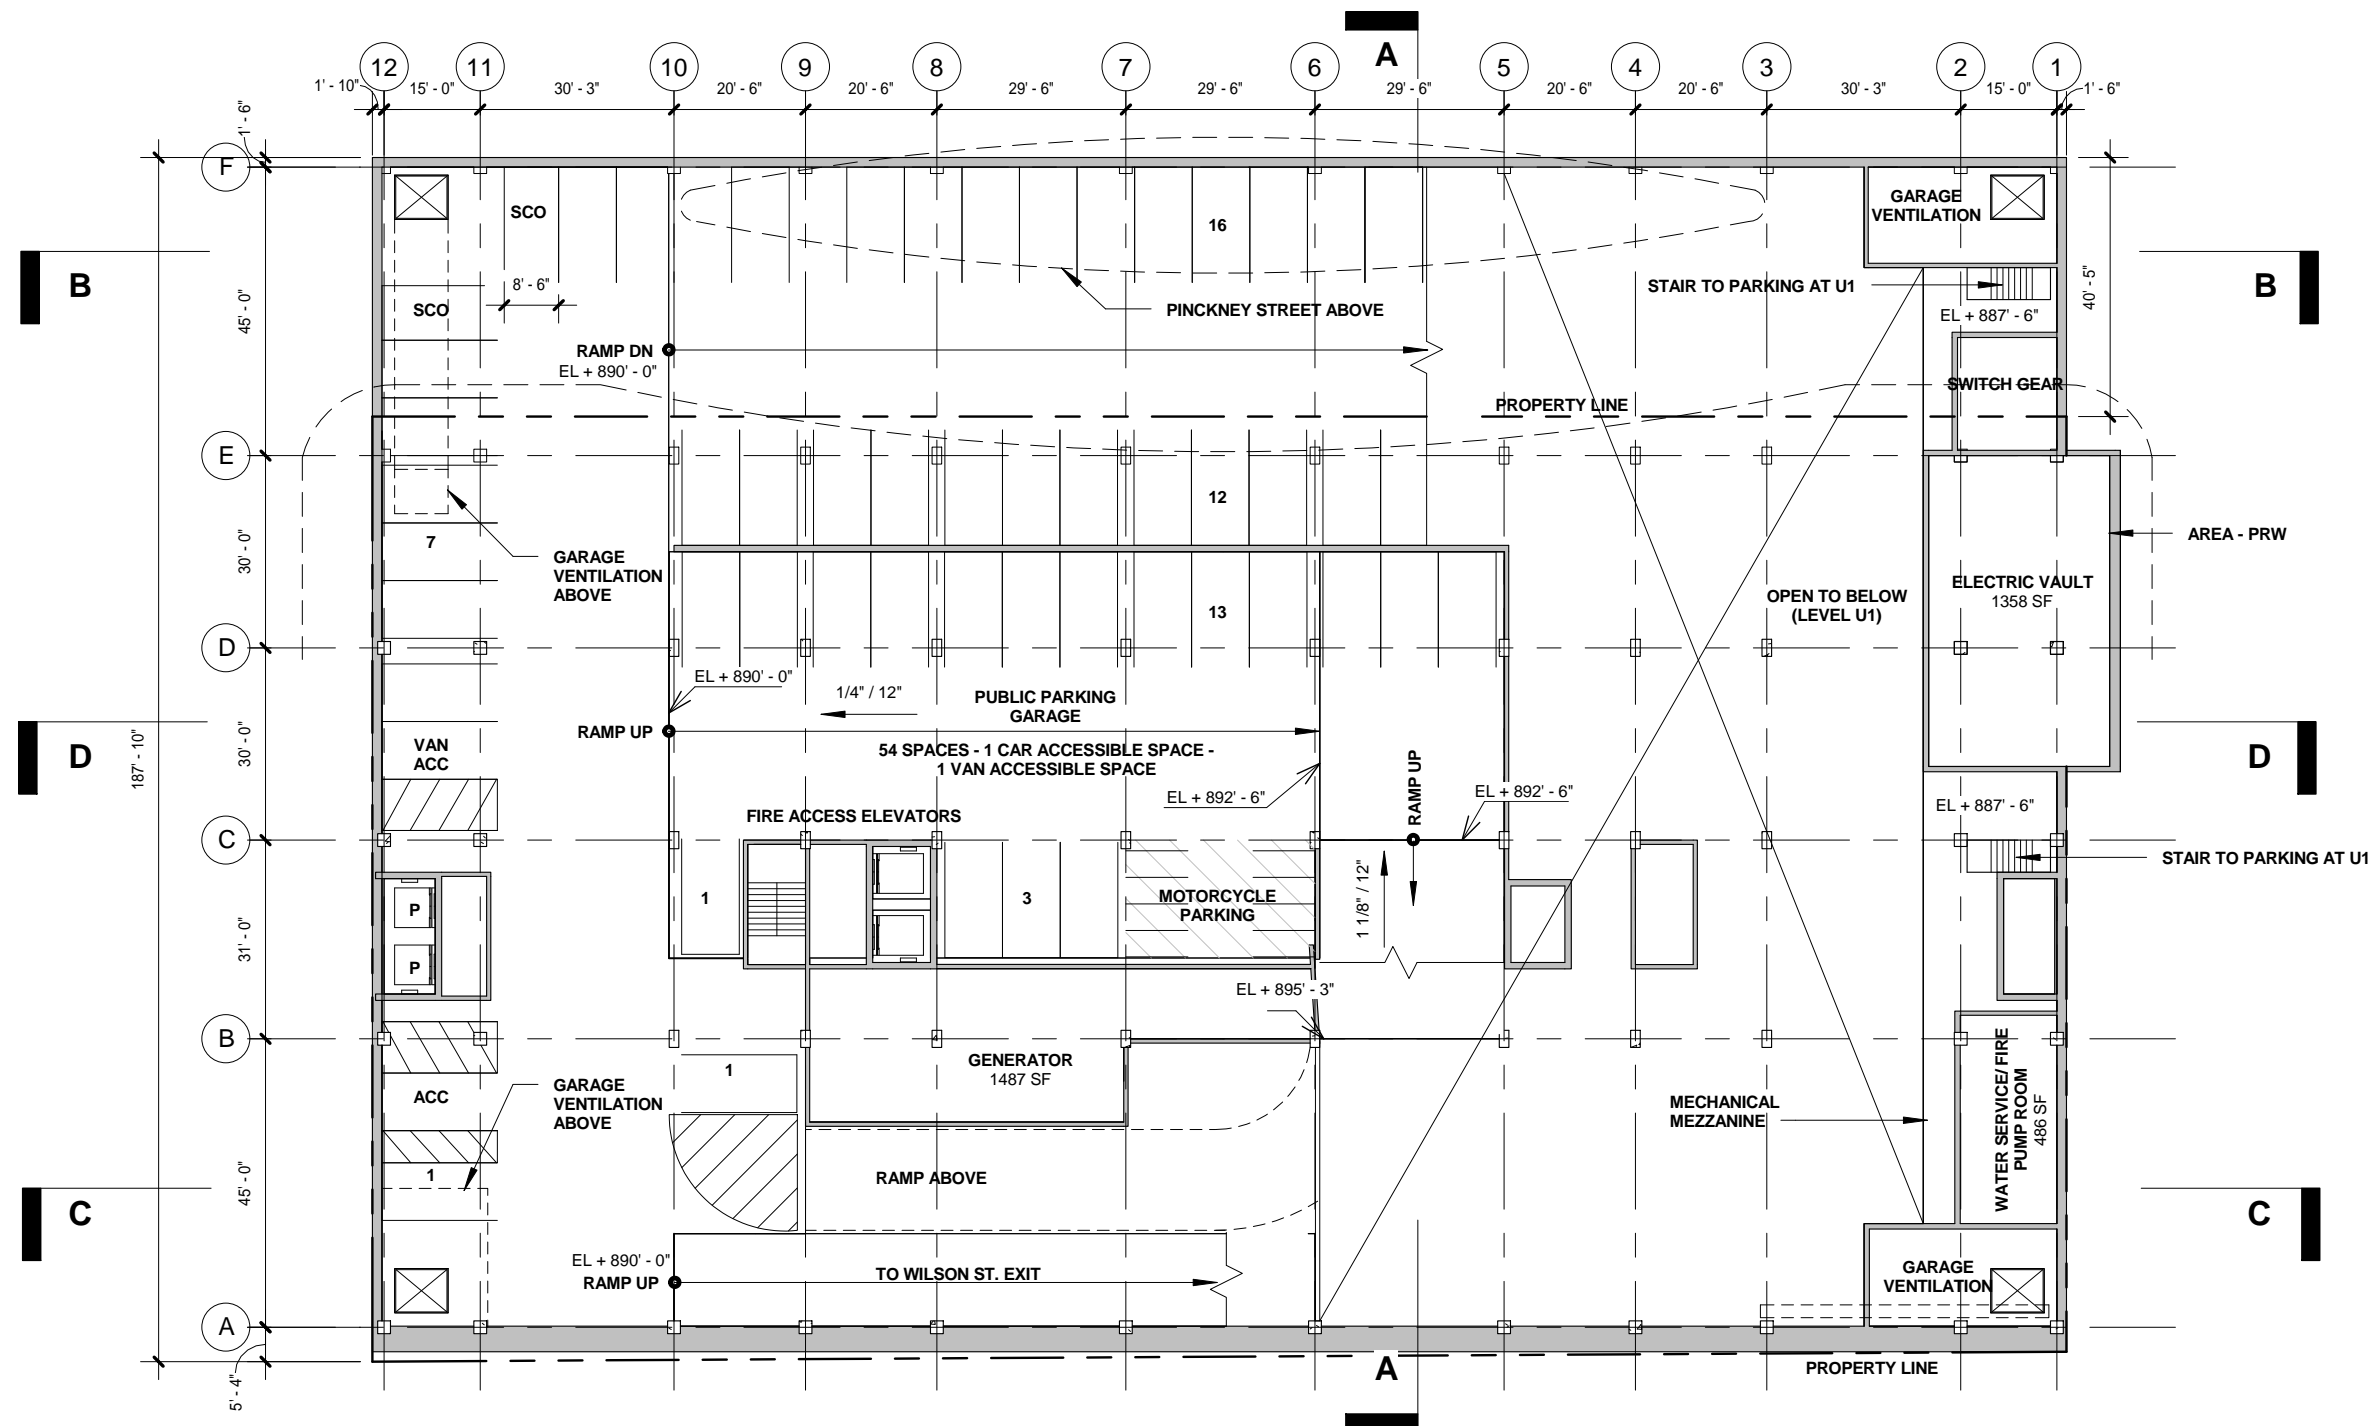 A
12
11
10
9
8
7
6
5
4
3
2
1
1' - 10"
15' - 0"
30' - 3"
20' - 6"
20' - 6"
29' - 6"
29' - 6"
29' - 6"
20' - 6"
20' - 6"
30' - 3"
15' - 0"
1' - 6"
1' - 6"
F
SCO
16
GARAGE
VENTILATION
B
B
8' - 6"
SCO
45' - 0"
40' - 5"
STAIR TO PARKING AT U1
PINCKNEY STREET ABOVE
EL + 887' - 6"
RAMP DN
EL + 890' - 0"
SWITCH GEAR
PROPERTY LINE
E
12
7
30' - 0"
AREA - PRW
GARAGE
VENTILATION
ABOVE
ELECTRIC VAULT
1358 SF
OPEN TO BELOW
(LEVEL U1)
13
D
EL + 890' - 0"
1/4" / 12"
PUBLIC PARKING
GARAGE
RAMP UP
54 SPACES - 1 CAR ACCESSIBLE SPACE -
1 VAN ACCESSIBLE SPACE
VAN
ACC
D
D
187' - 10"
30' - 0"
RAMP UP
EL + 892' - 6"
EL + 892' - 6"
EL + 887' - 6"
FIRE ACCESS ELEVATORS
C
STAIR TO PARKING AT U1
P
P
1
3
MOTORCYCLE
PARKING
1 1/8" / 12"
31' - 0"
EL + 895' - 3"
B
GENERATOR
1487 SF
1
GARAGE
VENTILATION
ABOVE
ACC
MECHANICAL
MEZZANINE
WATER SERVICE/ FIRE
PUMP ROOM
486 SF
1
RAMP ABOVE
45' - 0"
C
C
EL + 890' - 0"
RAMP UP
TO WILSON ST. EXIT
GARAGE
VENTILATION
A
5' - 4"
A
PROPERTY LINE